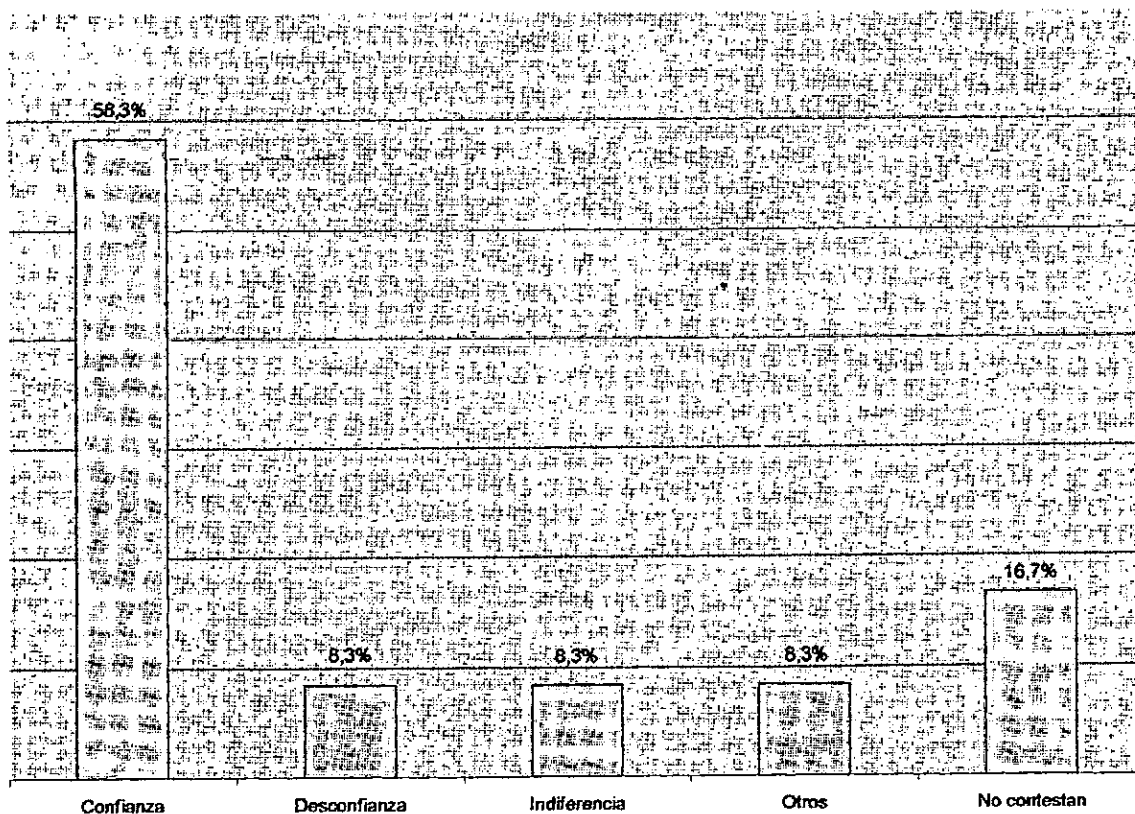 58,3%
16,7%
8,3%
8,3%
8,3%
Confianza
Desconfianza
Indiferencia
Otros
No contestan